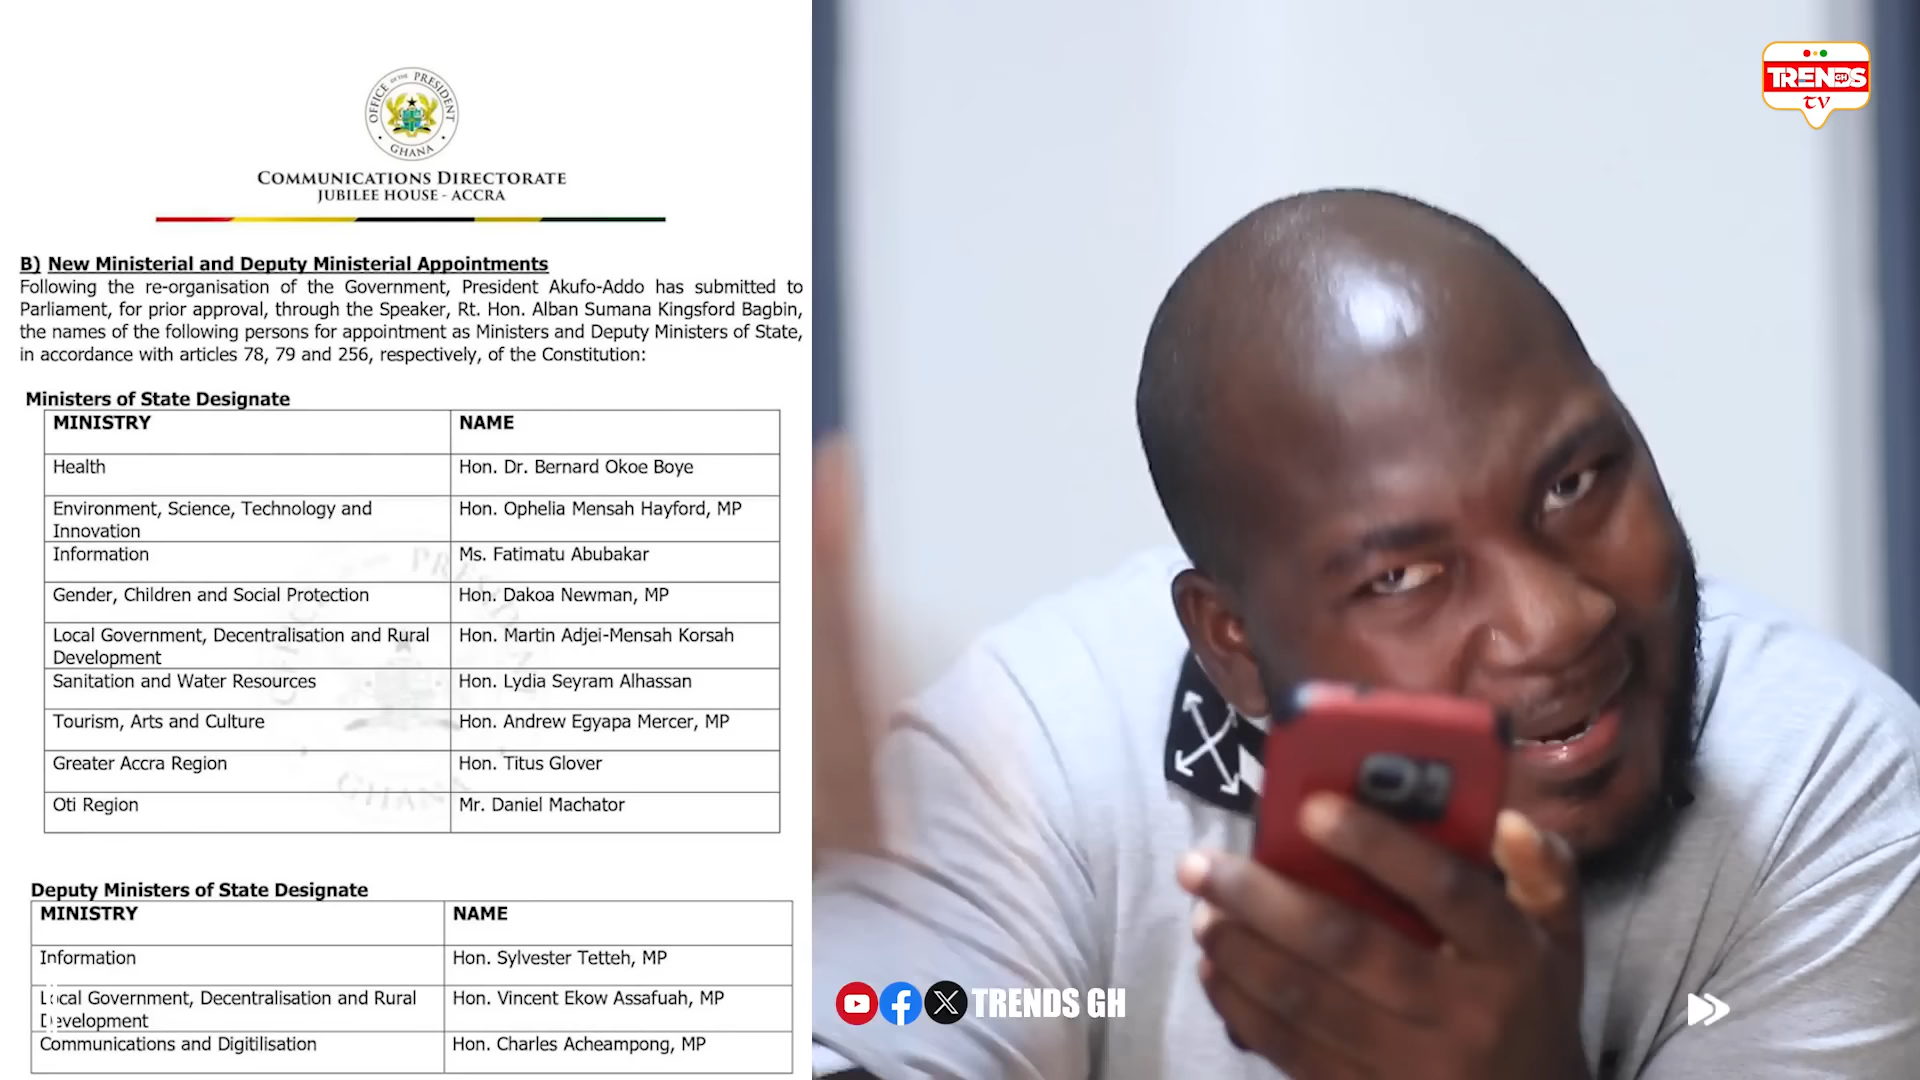 OFFICE OF THE PRESIDENT
GHANA
COMMUNICATIONS DIRECTORATE
JUBILEE HOUSE - ACCRA
B) New Ministerial and Deputy Ministerial Appointments
Following the re-organisation of the Government, President Akufo-Addo has submitted to
Parliament, for prior approval, through the Speaker, Rt. Hon. Alban Sumana Kingsford Bagbin,
the names of the following persons for appointment as Ministers and Deputy Ministers of State,
in accordance with articles 78, 79 and 256, respectively, of the Constitution:
Ministers of State Designate
MINISTRY NAME
Health Hon. Dr. Bernard Okoe Boye
Environment, Science, Technology and Hon. Ophelia Mensah Hayford, MP
Innovation
Information Ms. Fatimatu Abubakar
Gender, Children and Social Protection Hon. Dakoa Newman, MP
Local Government, Decentralisation and Rural Hon. Martin Adjei-Mensah Korsah
Development
Sanitation and Water Resources Hon. Lydia Seyram Alhassan
Tourism, Arts and Culture Hon. Andrew Egyapa Mercer, MP
Greater Accra Region Hon. Titus Glover
Oti Region Mr. Daniel Machator
Deputy Ministers of State Designate
MINISTRY NAME
Information Hon. Sylvester Tetteh, MP
Local Government, Decentralisation and Rural Hon. Vincent Ekow Assafuah, MP
Development
Communications and Digitilisation Hon. Charles Acheampong, MP
TRENDS GH
TV
TRENDS GH